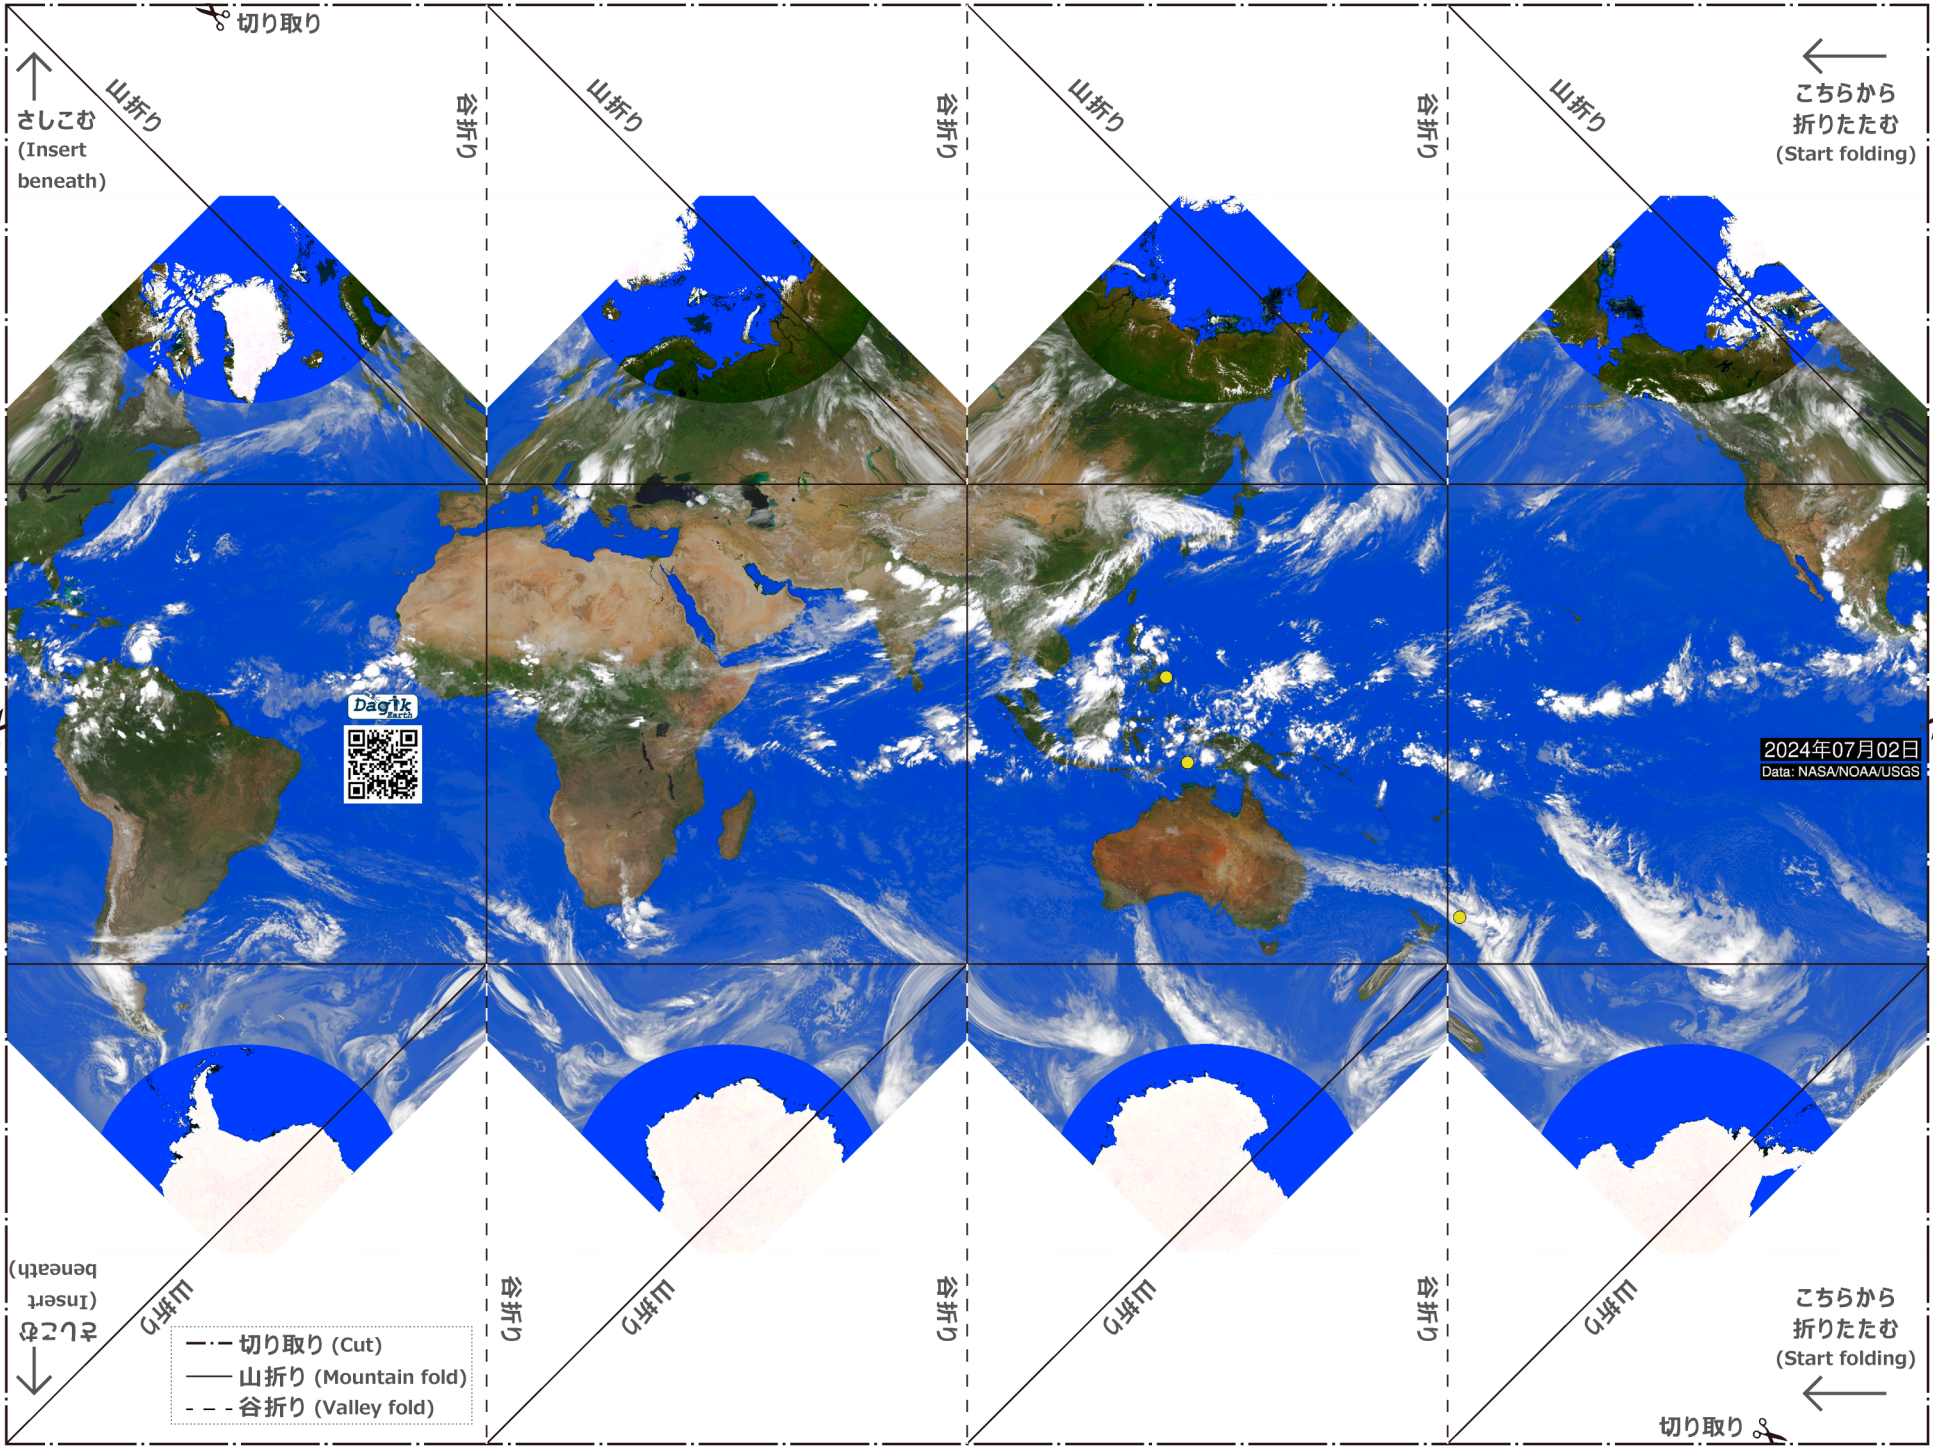 切り取り
こちらから
折りたたむ
(Start folding)
さしこむ
(Insert
beneath)
山折り
谷折り
山折り
谷折り
山折り
谷折り
山折り
Dagik
Earth
2024年07月02日
Data: NASA/NOAA/USGS
さしこむ
(Insert
beneath)
山折り
谷折り
山折り
谷折り
山折り
谷折り
山折り
こちらから
折りたたむ
(Start folding)
切り取り (Cut)
山折り (Mountain fold)
谷折り (Valley fold)
切り取り